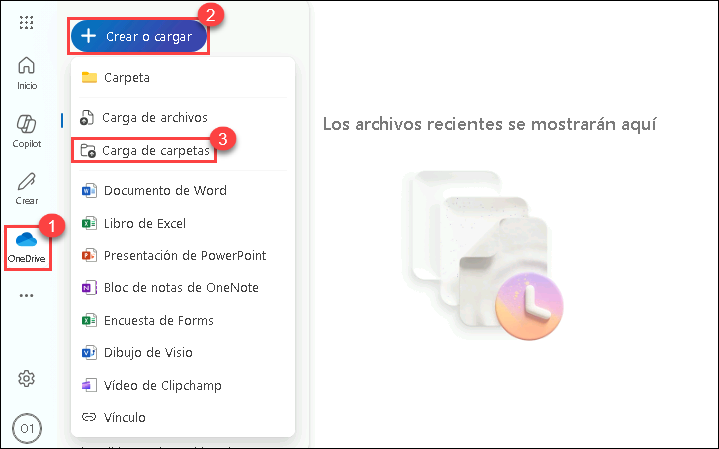 2
Crear o cargar
Inicio
Carpeta
Carga de archivos
Copilot
3
Carga de carpetas
Crear
Documento de Word
1
Libro de Excel
OneDrive
Presentación de PowerPoint
Bloc de notas de OneNote
Encuesta de Forms
Dibujo de Visio
Vídeo de Clipchamp
Vínculo
O1
Los archivos recientes se mostrarán aquí